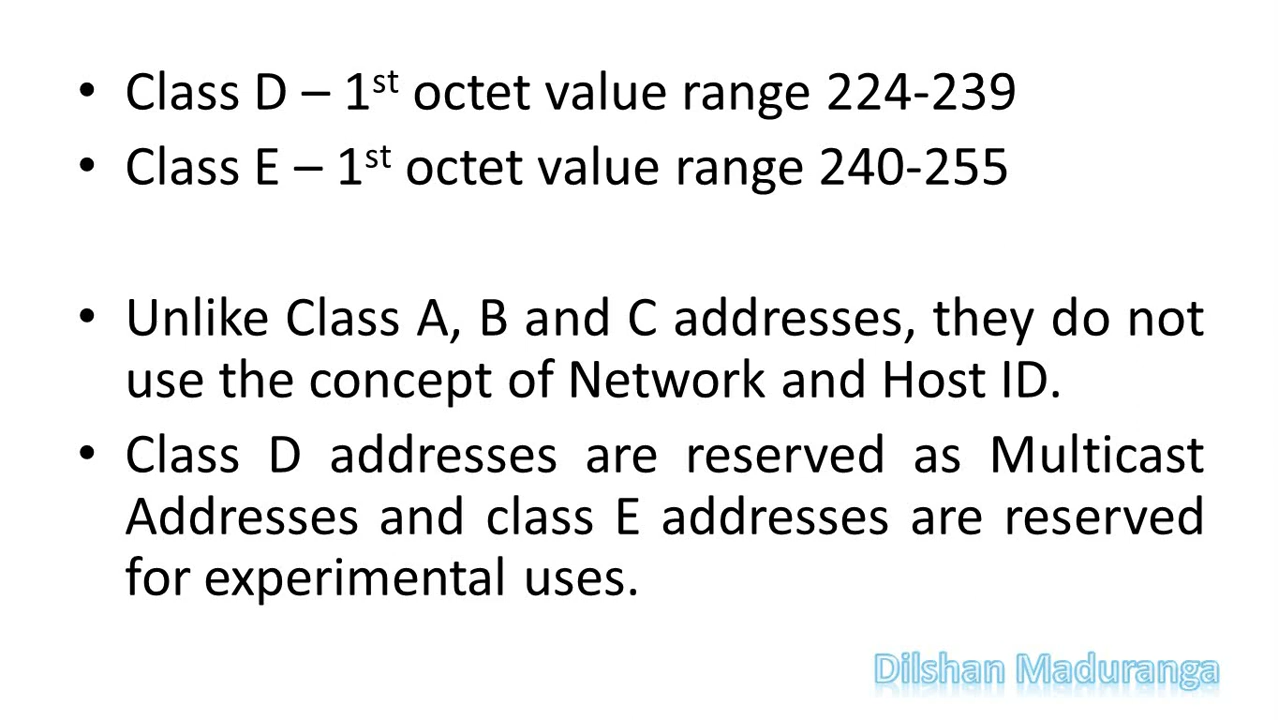 • Class D – 1st octet value range 224-239
• Class E – 1st octet value range 240-255
• Unlike Class A, B and C addresses, they do not
use the concept of Network and Host ID.
• Class D addresses are reserved as Multicast
Addresses and class E addresses are reserved
for experimental uses.
Dilshan Maduranga